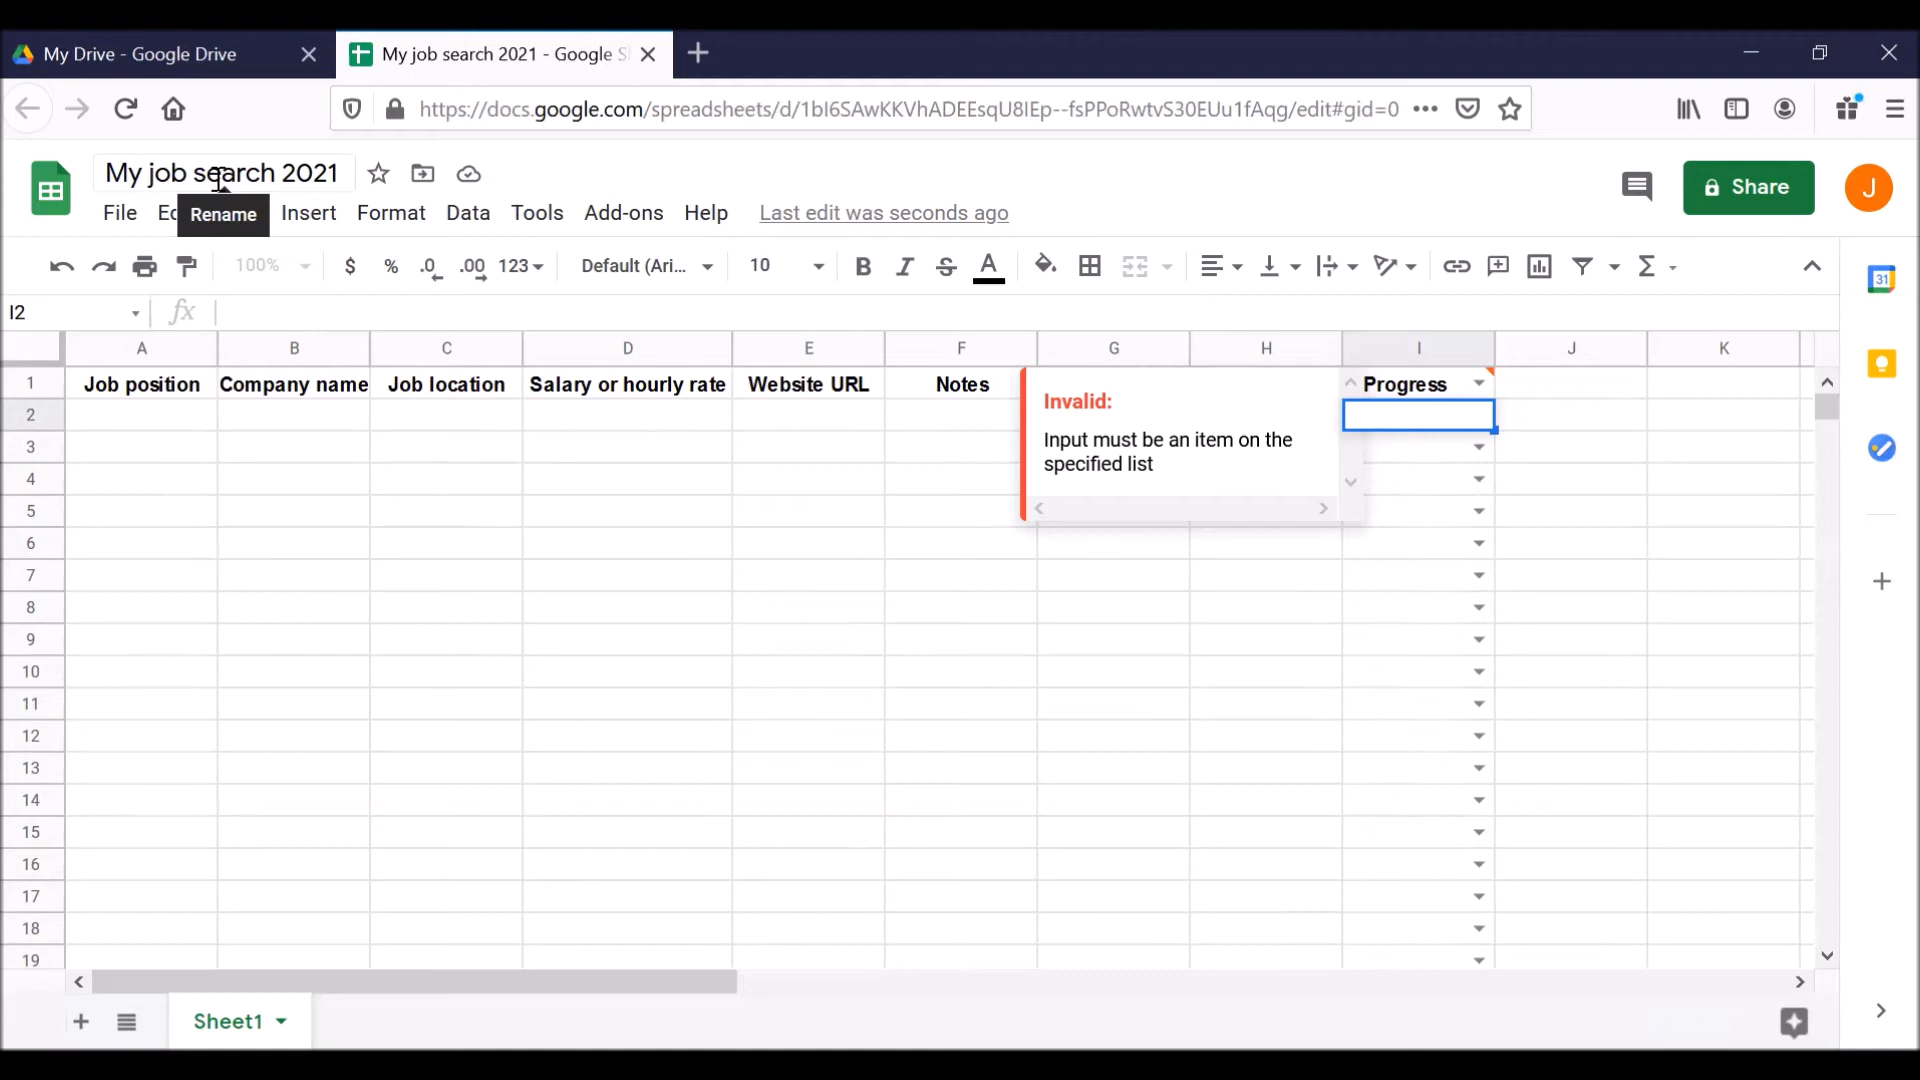 My Drive - Google Drive
My job search 2021 - Google S
https://docs.google.com/spreadsheets/d/1bI6SAwKKVhADEEsqU8IEp--fsPPoRwtvS30EUu1fAqg/edit#gid=0
My job search 2021
Share
J
File Ed Rename Insert Format Data Tools Add-ons Help Last edit was seconds ago
100% $ % .0 .00 123 Default (Ari... 10 B I S A Σ
31
I2 fx
A B C D E F G H I J K
1 Job position Company name Job location Salary or hourly rate Website URL Notes Progress
Invalid:
2
Input must be an item on the
specified list
3
4
5
6
7
8
9
10
11
12
13
14
15
16
17
18
19
Sheet1